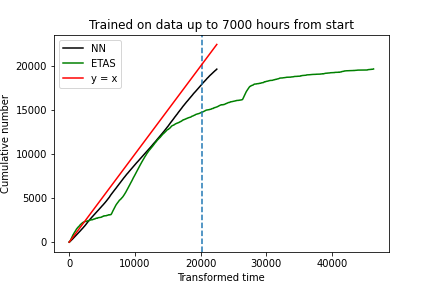 Trained on data up to 7000 hours from start
NN
ETAS
y = x
Cumulative number
20000
15000
10000
5000
0
0
10000
20000
30000
40000
Transformed time